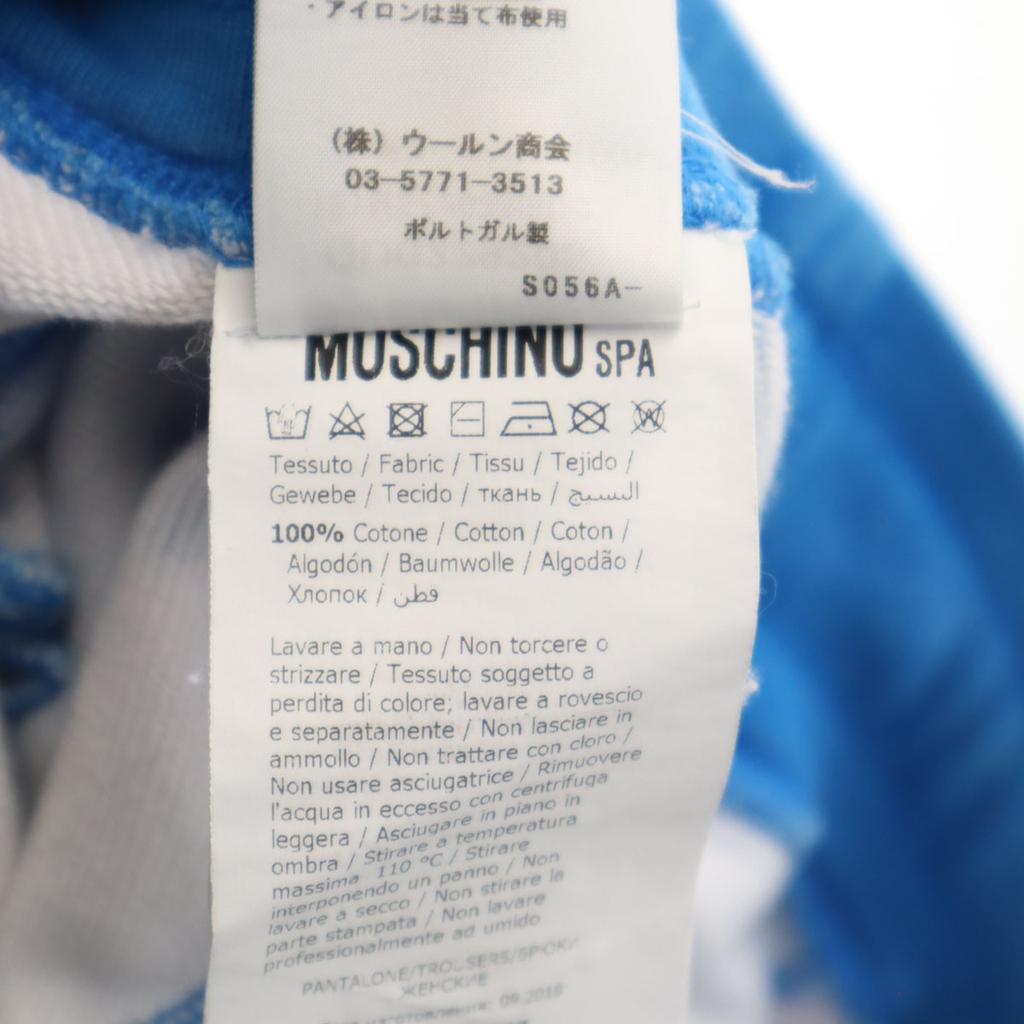 ・アイロンは当て布使用
（株）ウールン商会
03-5771-3513
ポルトガル製
S056A-
MOSCHINO SPA
Tessuto / Fabric / Tissu / Tejido /
Gewebe / Tecido / ткань / النسيج
100% Cotone / Cotton / Coton /
Algodón / Baumwolle / Algodão /
Хлопок / قطن
Lavare a mano / Non torcere o
strizzare / Tessuto soggetto a
perdita di colore; lavare a rovescio
e separatamente / Non lasciare in
ammollo / Non trattare con cloro /
Non usare asciugatrice / Rimuovere
l'acqua in eccesso con centrifuga
leggera / Asciugare in piano in
ombra / Stirare a temperatura
massima 110 °C / Stirare
interponendo un panno / Non
lavare a secco / Non stirare la
parte stampata / Non lavare
professionalmente ad umido
PANTALONE/TROUSERS/БРЮКИ
ЖЕНСКИЕ
изготовления: 09.2018